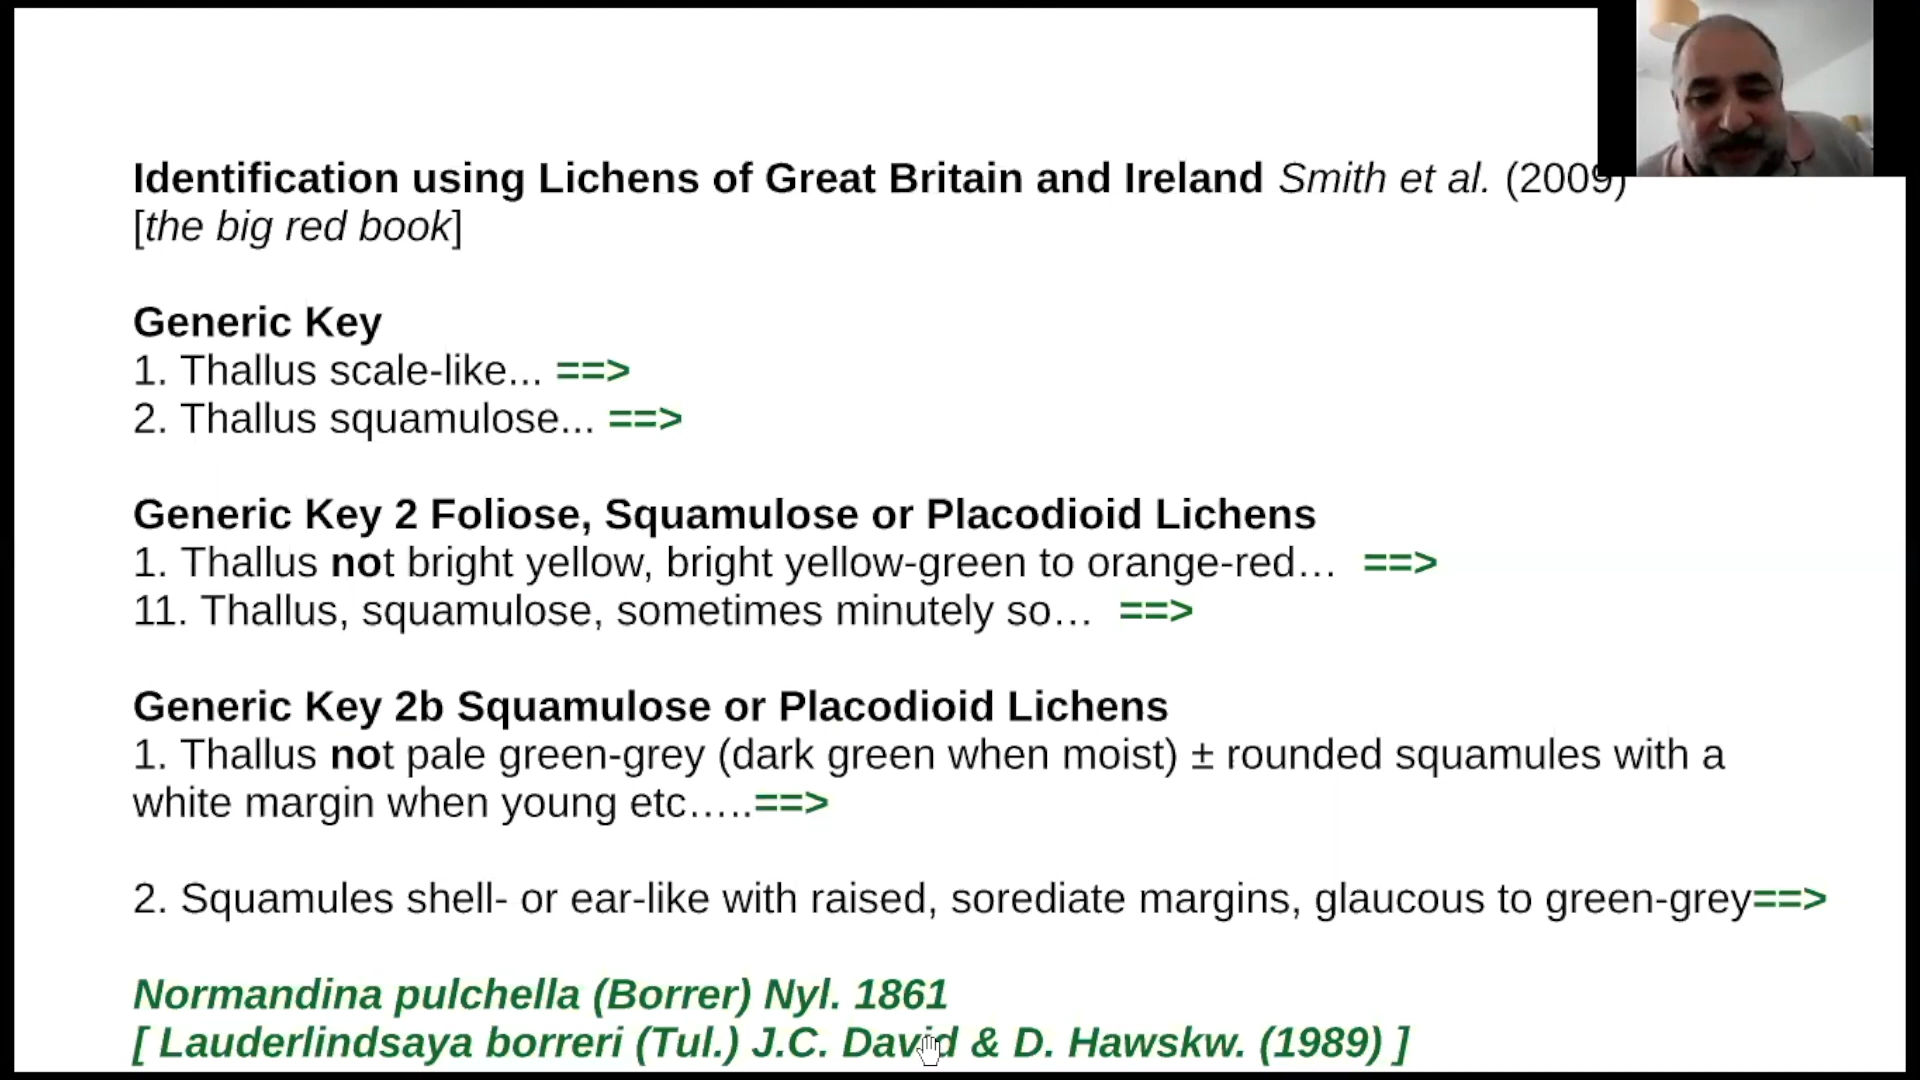 Identification using Lichens of Great Britain and Ireland Smith et al. (2009)
[the big red book]
Generic Key
1. Thallus scale-like... ==>
2. Thallus squamulose... ==>
Generic Key 2 Foliose, Squamulose or Placodioid Lichens
1. Thallus not bright yellow, bright yellow-green to orange-red… ==>
11. Thallus, squamulose, sometimes minutely so… ==>
Generic Key 2b Squamulose or Placodioid Lichens
1. Thallus not pale green-grey (dark green when moist) ± rounded squamules with a
white margin when young etc…..==>
2. Squamules shell- or ear-like with raised, sorediate margins, glaucous to green-grey==>
Normandina pulchella (Borrer) Nyl. 1861
[ Lauderlindsaya borreri (Tul.) J.C. David & D. Hawskw. (1989) ]